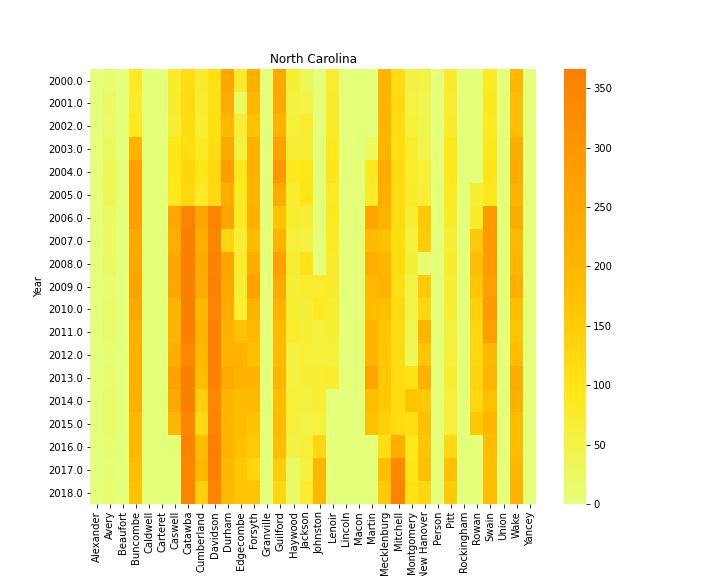 North Carolina
Year
2000.0
2001.0
2002.0
2003.0
2004.0
2005.0
2006.0
2007.0
2008.0
2009.0
2010.0
2011.0
2012.0
2013.0
2014.0
2015.0
2016.0
2017.0
2018.0
Alexander
Avery
Beaufort
Buncombe
Caldwell
Carteret
Caswell
Catawba
Cumberland
Davidson
Durham
Edgecombe
Forsyth
Granville
Guilford
Haywood
Jackson
Johnston
Lenoir
Lincoln
Macon
Martin
Mecklenburg
Mitchell
Montgomery
New Hanover
Person
Pitt
Rockingham
Rowan
Swain
Union
Wake
Yancey
350
300
250
200
150
100
50
0